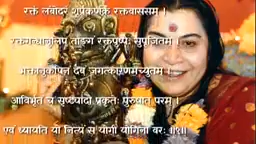 रक्तं लंबोदरं शूर्पकर्णकं रक्तवाससम् ।
रक्तगन्धानुलिप्ताङ्गं रक्तपुष्पैः सुपूजितम् ।
भक्तानुकंपिनं देवं जगत्कारणमच्युतम् ।
आविर्भूतं च सृष्ट्यादौ प्रकृतेः पुरुषात् परम् ।
एवं ध्यायति यो नित्यं स योगी योगिनां वरः ॥९॥